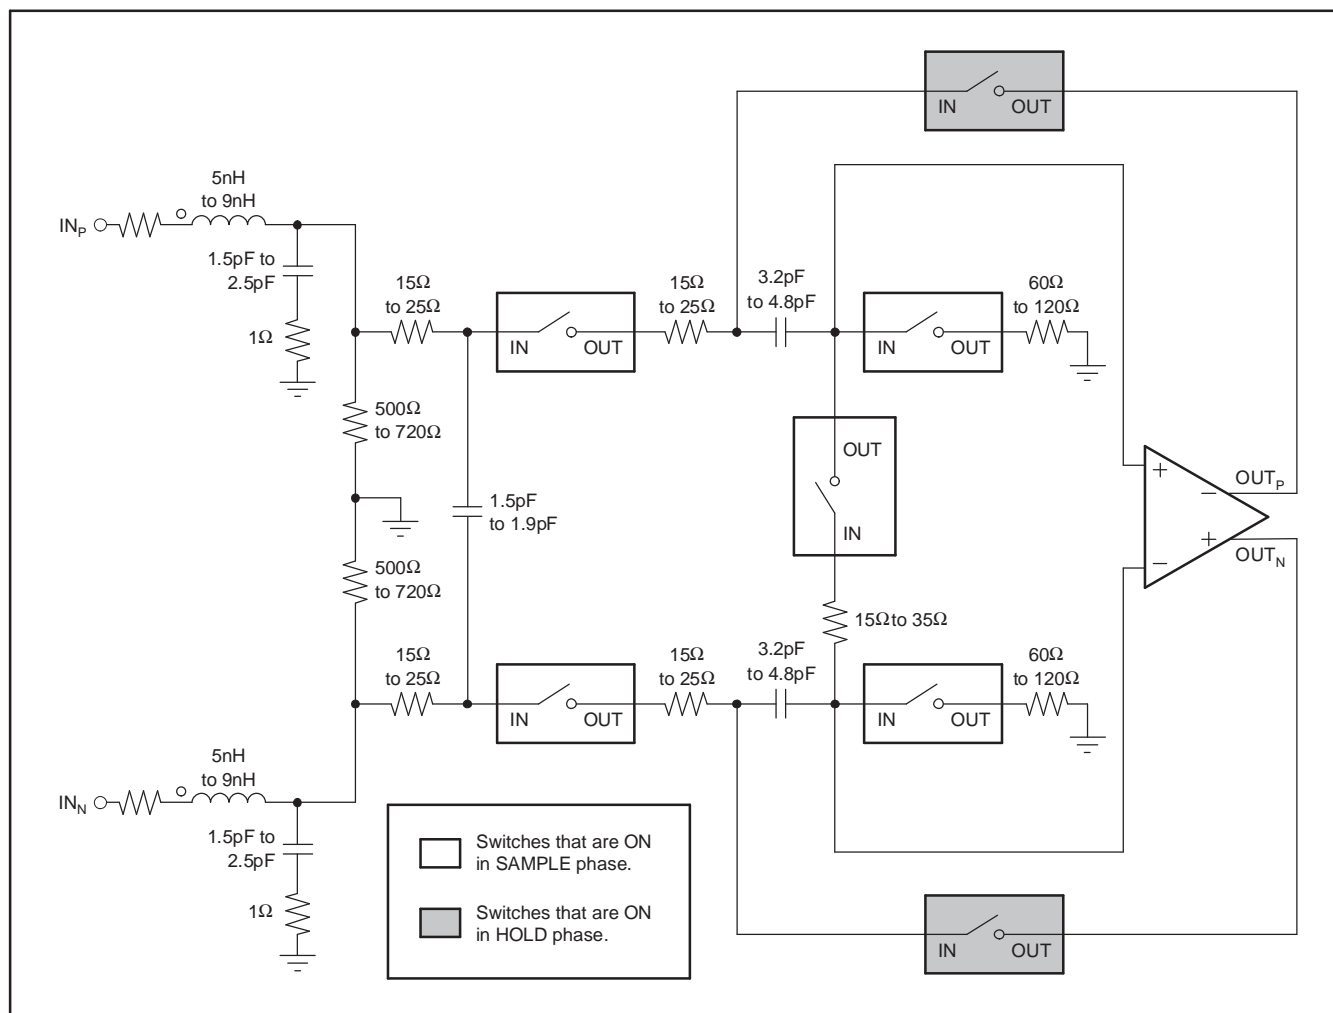 IN OUT
5nH
to 9nH
INP
1.5pF to
2.5pF
1Ω
15Ω
to 25Ω
IN OUT
15Ω
to 25Ω
3.2pF
to 4.8pF
IN OUT
60Ω
to 120Ω
500Ω
to 720Ω
OUT
IN
1.5pF
to 1.9pF
+
−
−
+
OUTP
OUTN
500Ω
to 720Ω
15Ω to 35Ω
15Ω
to 25Ω
IN OUT
15Ω
to 25Ω
3.2pF
to 4.8pF
IN OUT
60Ω
to 120Ω
5nH
to 9nH
INN
1.5pF to
2.5pF
1Ω
Switches that are ON
in SAMPLE phase.
Switches that are ON
in HOLD phase.
IN OUT